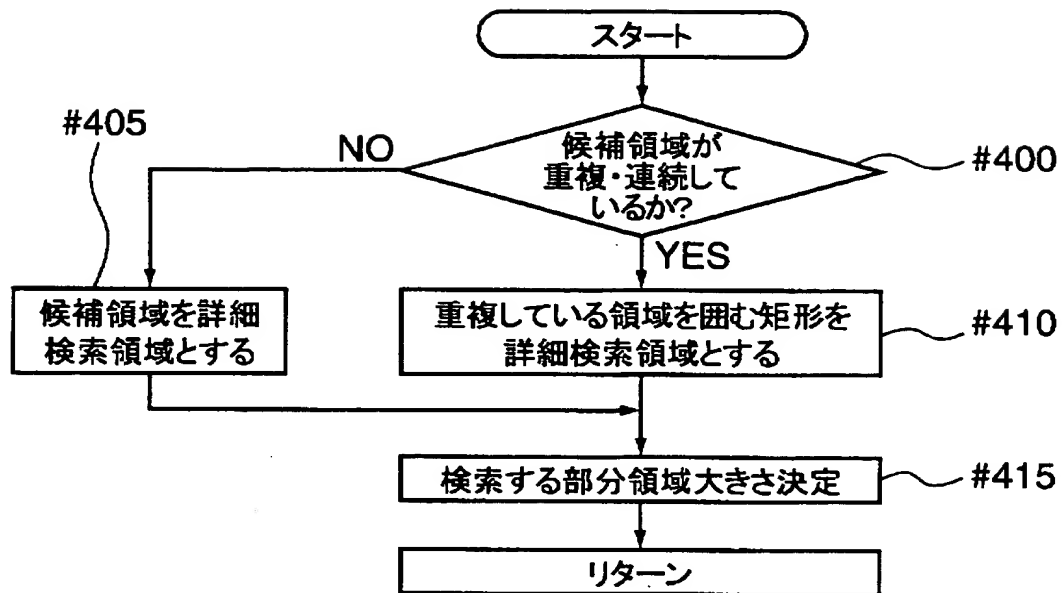 スタート
#405
NO
候補領域が
重複・連続して
いるか?
#400
YES
候補領域を詳細
検索領域とする
重複している領域を囲む矩形を
詳細検索領域とする
#410
検索する部分領域大きさ決定
#415
リターン